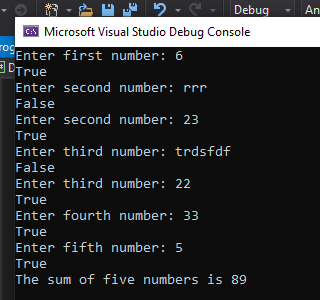 Debug
An
Microsoft Visual Studio Debug Console
Enter first number: 6
True
Enter second number: rrr
False
Enter second number: 23
True
Enter third number: trdsfdf
False
Enter third number: 22
True
Enter fourth number: 33
True
Enter fifth number: 5
True
The sum of five numbers is 89